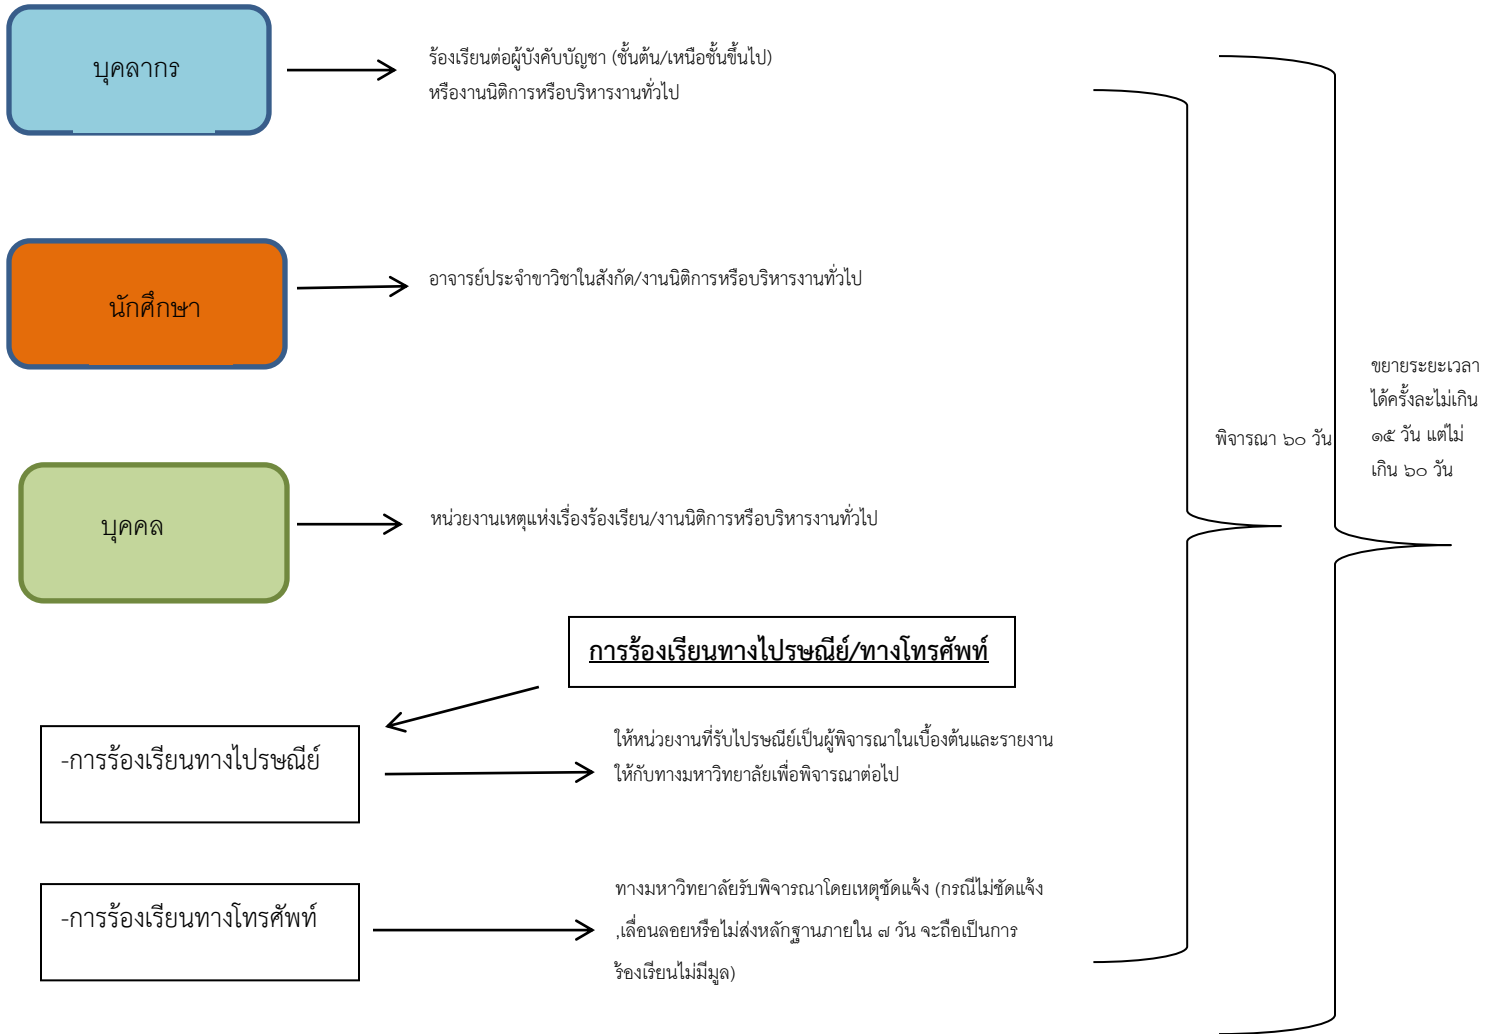 บุคลากร
ร้องเรียนต่อผู้บังคับบัญชา (ชั้นต้น/เหนือชั้นขึ้นไป)
หรืองานนิติการหรือบริหารงานทั่วไป
นักศึกษา
อาจารย์ประจำขาวิชาในสังกัด/งานนิติการหรือบริหารงานทั่วไป
บุคคล
หน่วยงานเหตุแห่งเรื่องร้องเรียน/งานนิติการหรือบริหารงานทั่วไป
การร้องเรียนทางไปรษณีย์/ทางโทรศัพท์
-การร้องเรียนทางไปรษณีย์
ให้หน่วยงานที่รับไปรษณีย์เป็นผู้พิจารณาในเบื้องต้นและรายงาน
ให้กับทางมหาวิทยาลัยเพื่อพิจารณาต่อไป
-การร้องเรียนทางโทรศัพท์
ทางมหาวิทยาลัยรับพิจารณาโดยเหตุชัดแจ้ง (กรณีไม่ชัดแจ้ง
,เลื่อนลอยหรือไม่ส่งหลักฐานภายใน ๗ วัน จะถือเป็นการ
ร้องเรียนไม่มีมูล)
พิจารณา ๖๐ วัน
ขยายระยะเวลา
ได้ครั้งละไม่เกิน
๑๕ วัน แต่ไม่
เกิน ๖๐ วัน